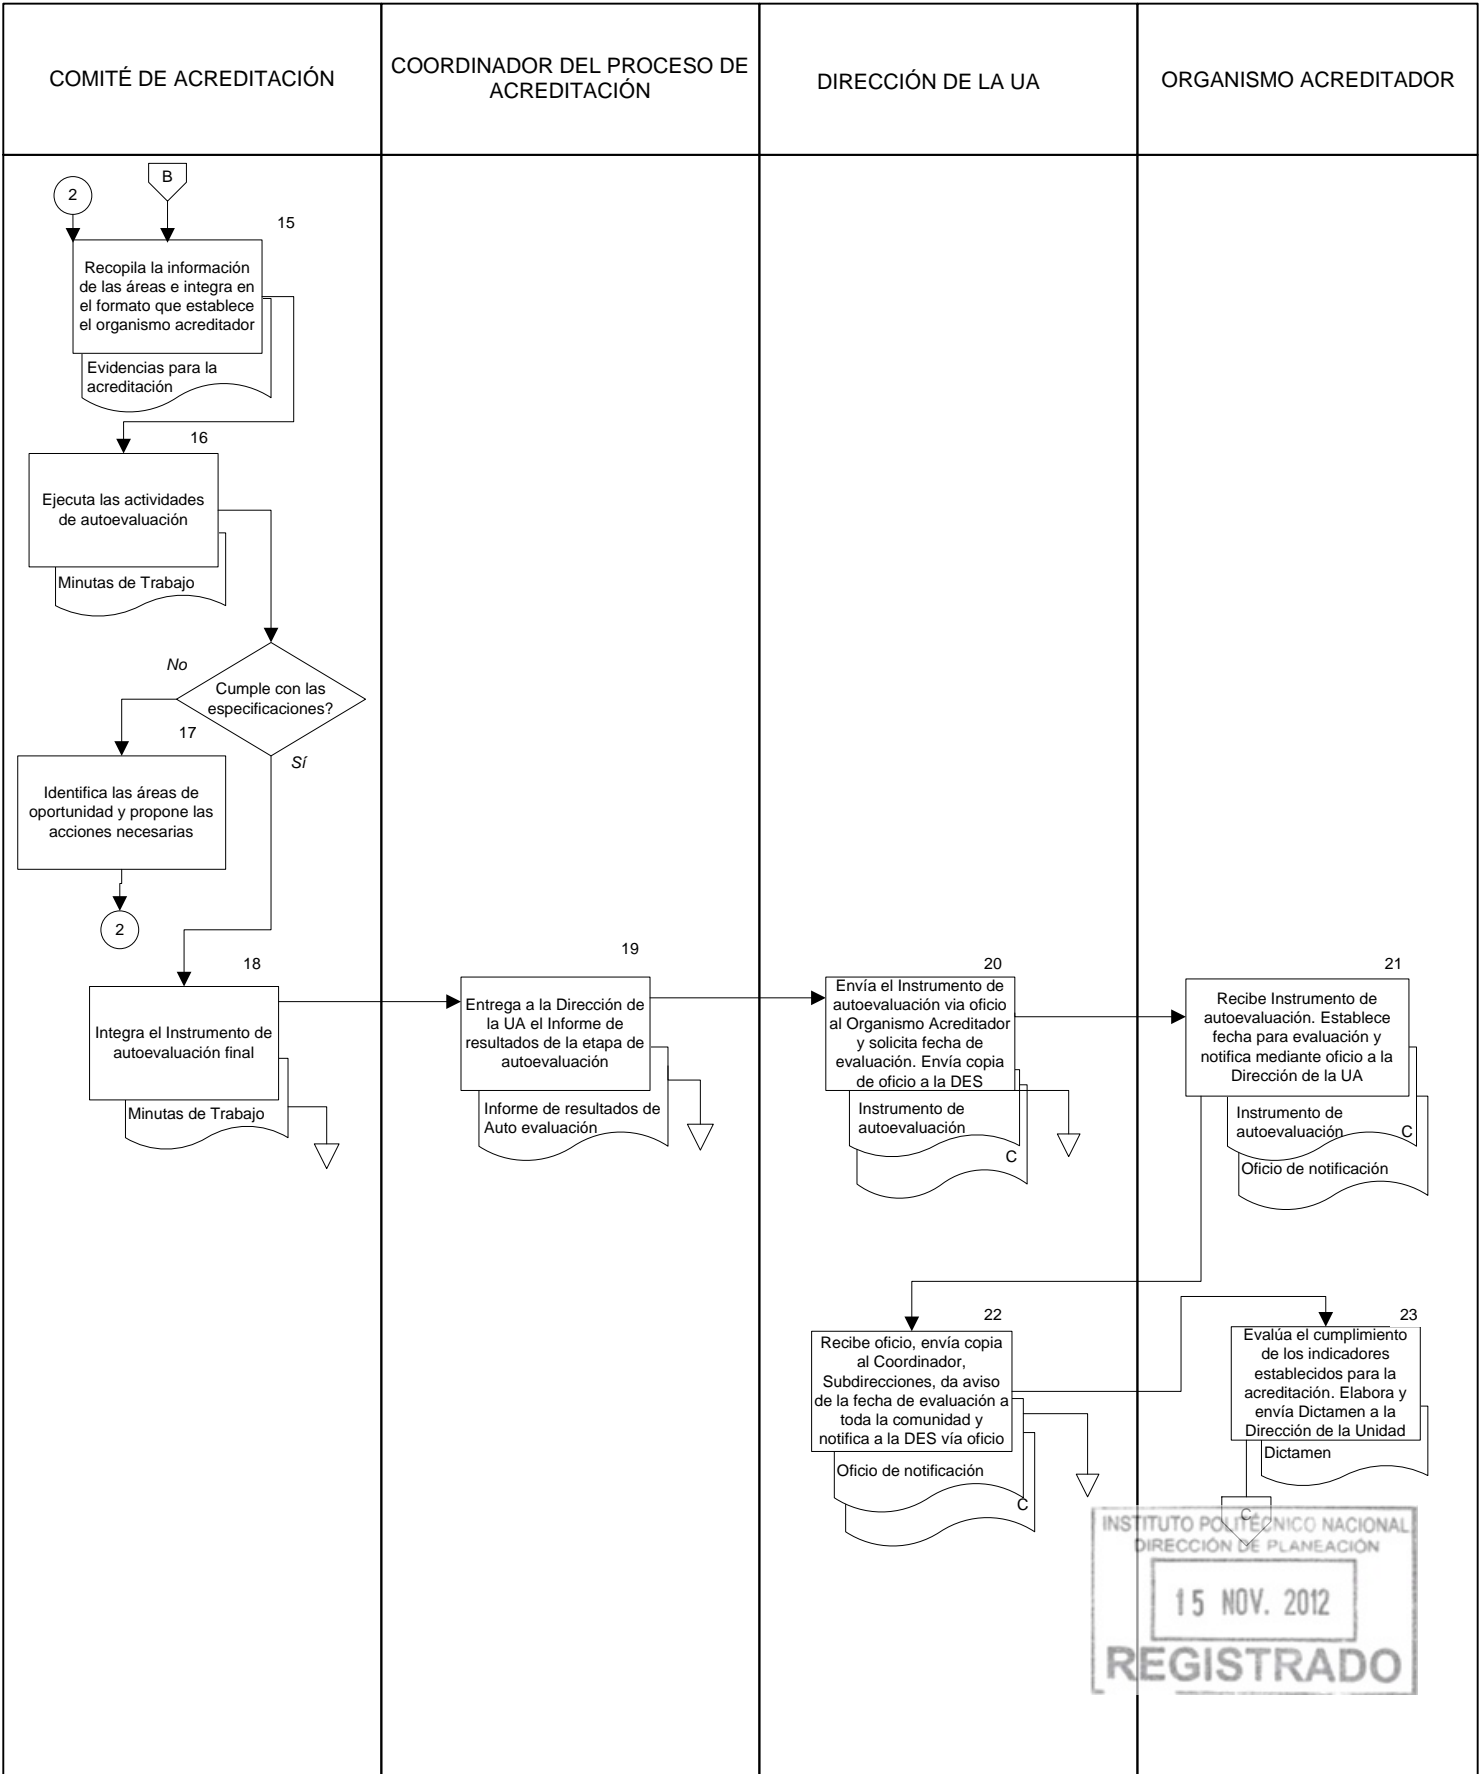 COMITÉ DE ACREDITACIÓN
COORDINADOR DEL PROCESO DE
ACREDITACIÓN
DIRECCIÓN DE LA UA
ORGANISMO ACREDITADOR
2
B
15
Recopila la información
de las áreas e integra en
el formato que establece
el organismo acreditador
Evidencias para la
acreditación
16
Ejecuta las actividades
de autoevaluación
Minutas de Trabajo
No
Cumple con las
especificaciones?
17
Sí
Identifica las áreas de
oportunidad y propone las
acciones necesarias
2
18
Integra el Instrumento de
autoevaluación final
Minutas de Trabajo
19
Entrega a la Dirección de
la UA el Informe de
resultados de la etapa de
autoevaluación
Informe de resultados de
Auto evaluación
20
Envía el Instrumento de
autoevaluación via oficio
al Organismo Acreditador
y solicita fecha de
evaluación. Envía copia
de oficio a la DES
Instrumento de
autoevaluación
C
21
Recibe Instrumento de
autoevaluación. Establece
fecha para evaluación y
notifica mediante oficio a la
Dirección de la UA
Instrumento de
autoevaluación
C
Oficio de notificación
22
Recibe oficio, envía copia
al Coordinador,
Subdirecciones, da aviso
de la fecha de evaluación a
toda la comunidad y
notifica a la DES vía oficio
Oficio de notificación
C
23
Evalúa el cumplimiento
de los indicadores
establecidos para la
acreditación. Elabora y
envía Dictamen a la
Dirección de la Unidad
Dictamen
C
INSTITUTO POLITÉCNICO NACIONAL
DIRECCIÓN DE PLANEACIÓN
15 NOV. 2012
REGISTRADO